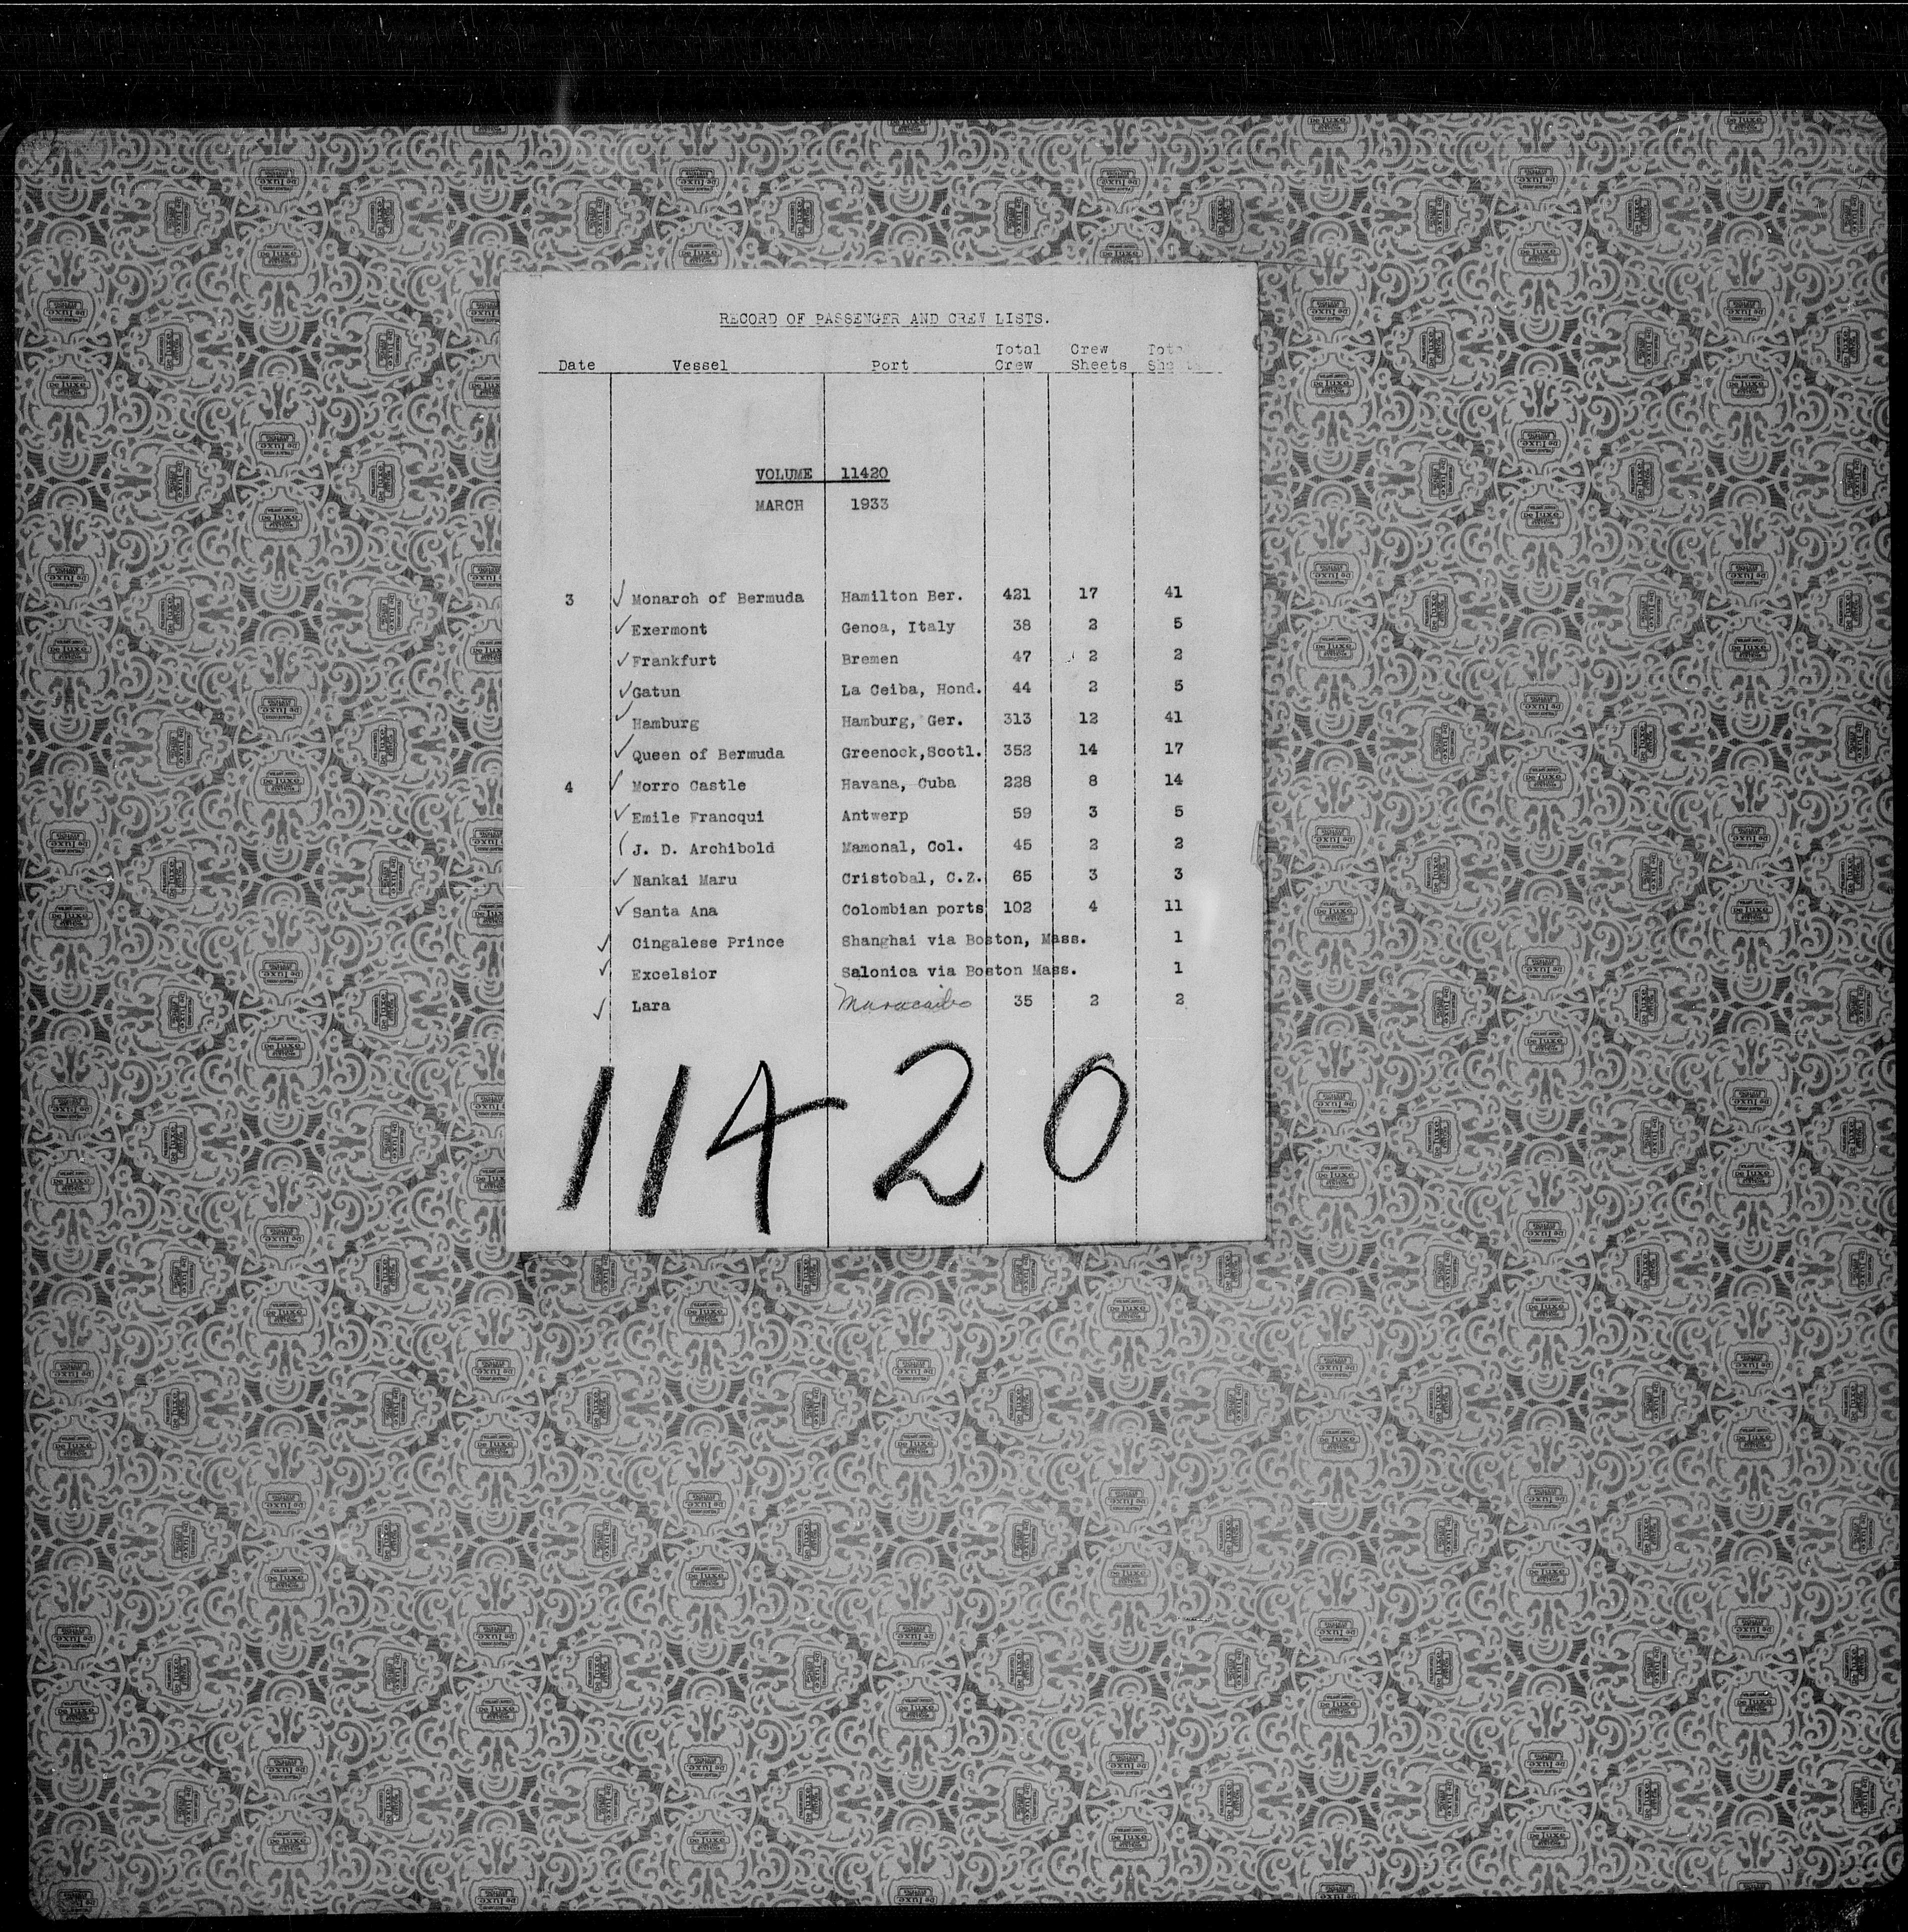 RECORD OF PASSENGER AND CREW LISTS.
Total Crew Total
Date Vessel Port Crew Sheets Sheets
VOLUME 11420
MARCH 1933
3 ✓ Monarch of Bermuda Hamilton Ber. 421 17 41
✓ Exermont Genoa, Italy 38 2 5
✓ Frankfurt Bremen 47 2 2
✓ Gatun La Ceiba, Hond. 44 2 5
✓ Hamburg Hamburg, Ger. 313 12 41
✓ Queen of Bermuda Greenock,Scotl. 352 14 17
4 ✓ Morro Castle Havana, Cuba 228 8 14
✓ Emile Francqui Antwerp 59 3 5
( J. D. Archibold Mamonal, Col. 45 2 2
✓ Nankai Maru Cristobal, C.Z. 65 3 3
✓ Santa Ana Colombian ports 102 4 11
✓ Cingalese Prince Shanghai via Boston, Mass. 1
✓ Excelsior Salonica via Boston Mass. 1
✓ Lara Maracaibo 35 2 2
11420
De luxe